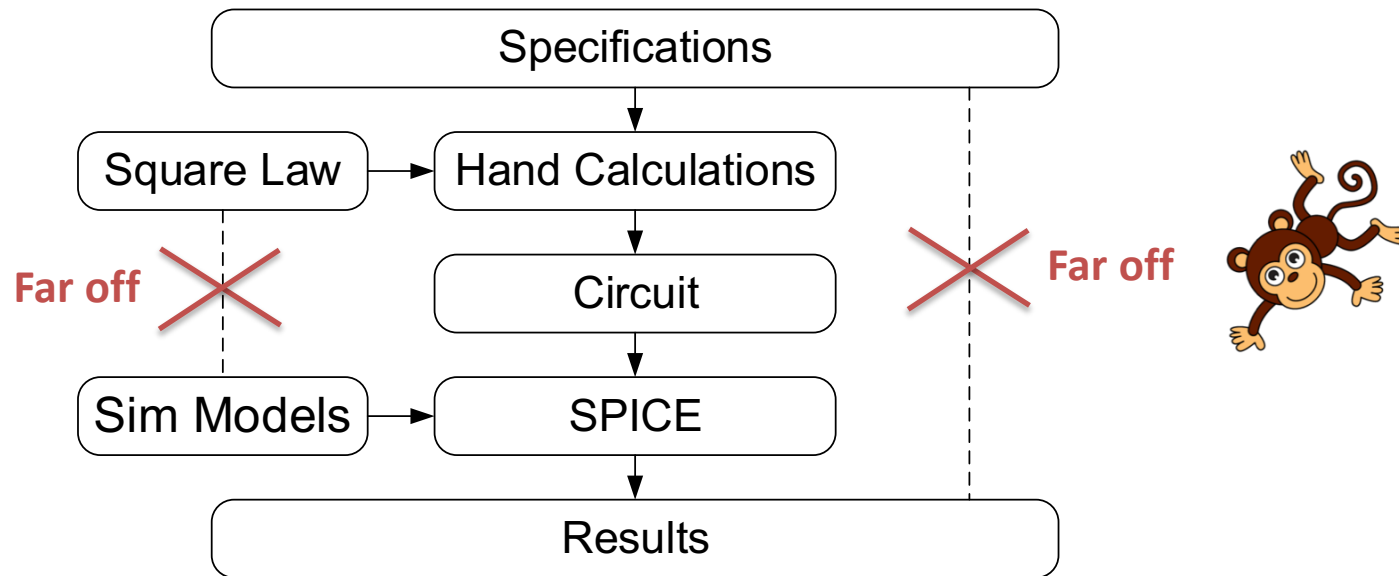 Specifications
Square Law
Hand Calculations
Far off
Circuit
Far off
Sim Models
SPICE
Results